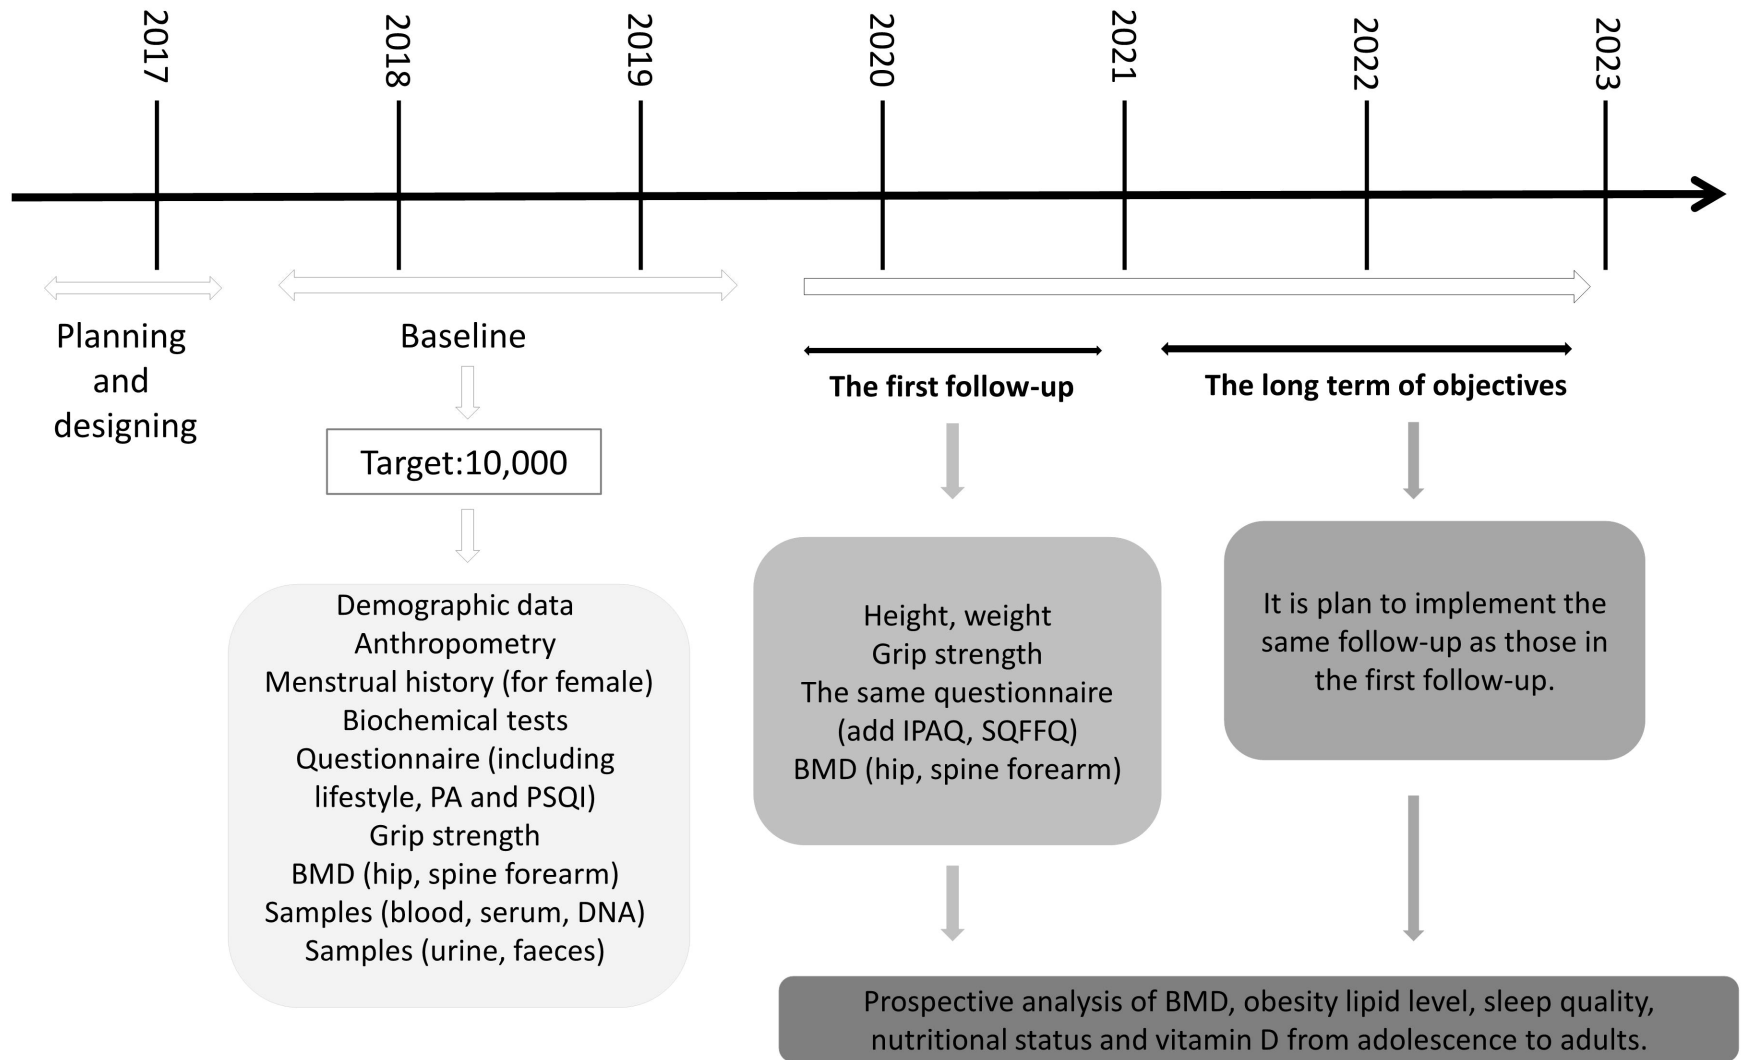 2017
2018
2019
2020
2021
2022
2023
Planning
and
designing
Baseline
Target:10,000
Demographic data
Anthropometry
Menstrual history (for female)
Biochemical tests
Questionnaire (including
lifestyle, PA and PSQI)
Grip strength
BMD (hip, spine forearm)
Samples (blood, serum, DNA)
Samples (urine, faeces)
The first follow-up
Height, weight
Grip strength
The same questionnaire
(add IPAQ, SQFFQ)
BMD (hip, spine forearm)
The long term of objectives
It is plan to implement the
same follow-up as those in
the first follow-up.
Prospective analysis of BMD, obesity lipid level, sleep quality,
nutritional status and vitamin D from adolescence to adults.